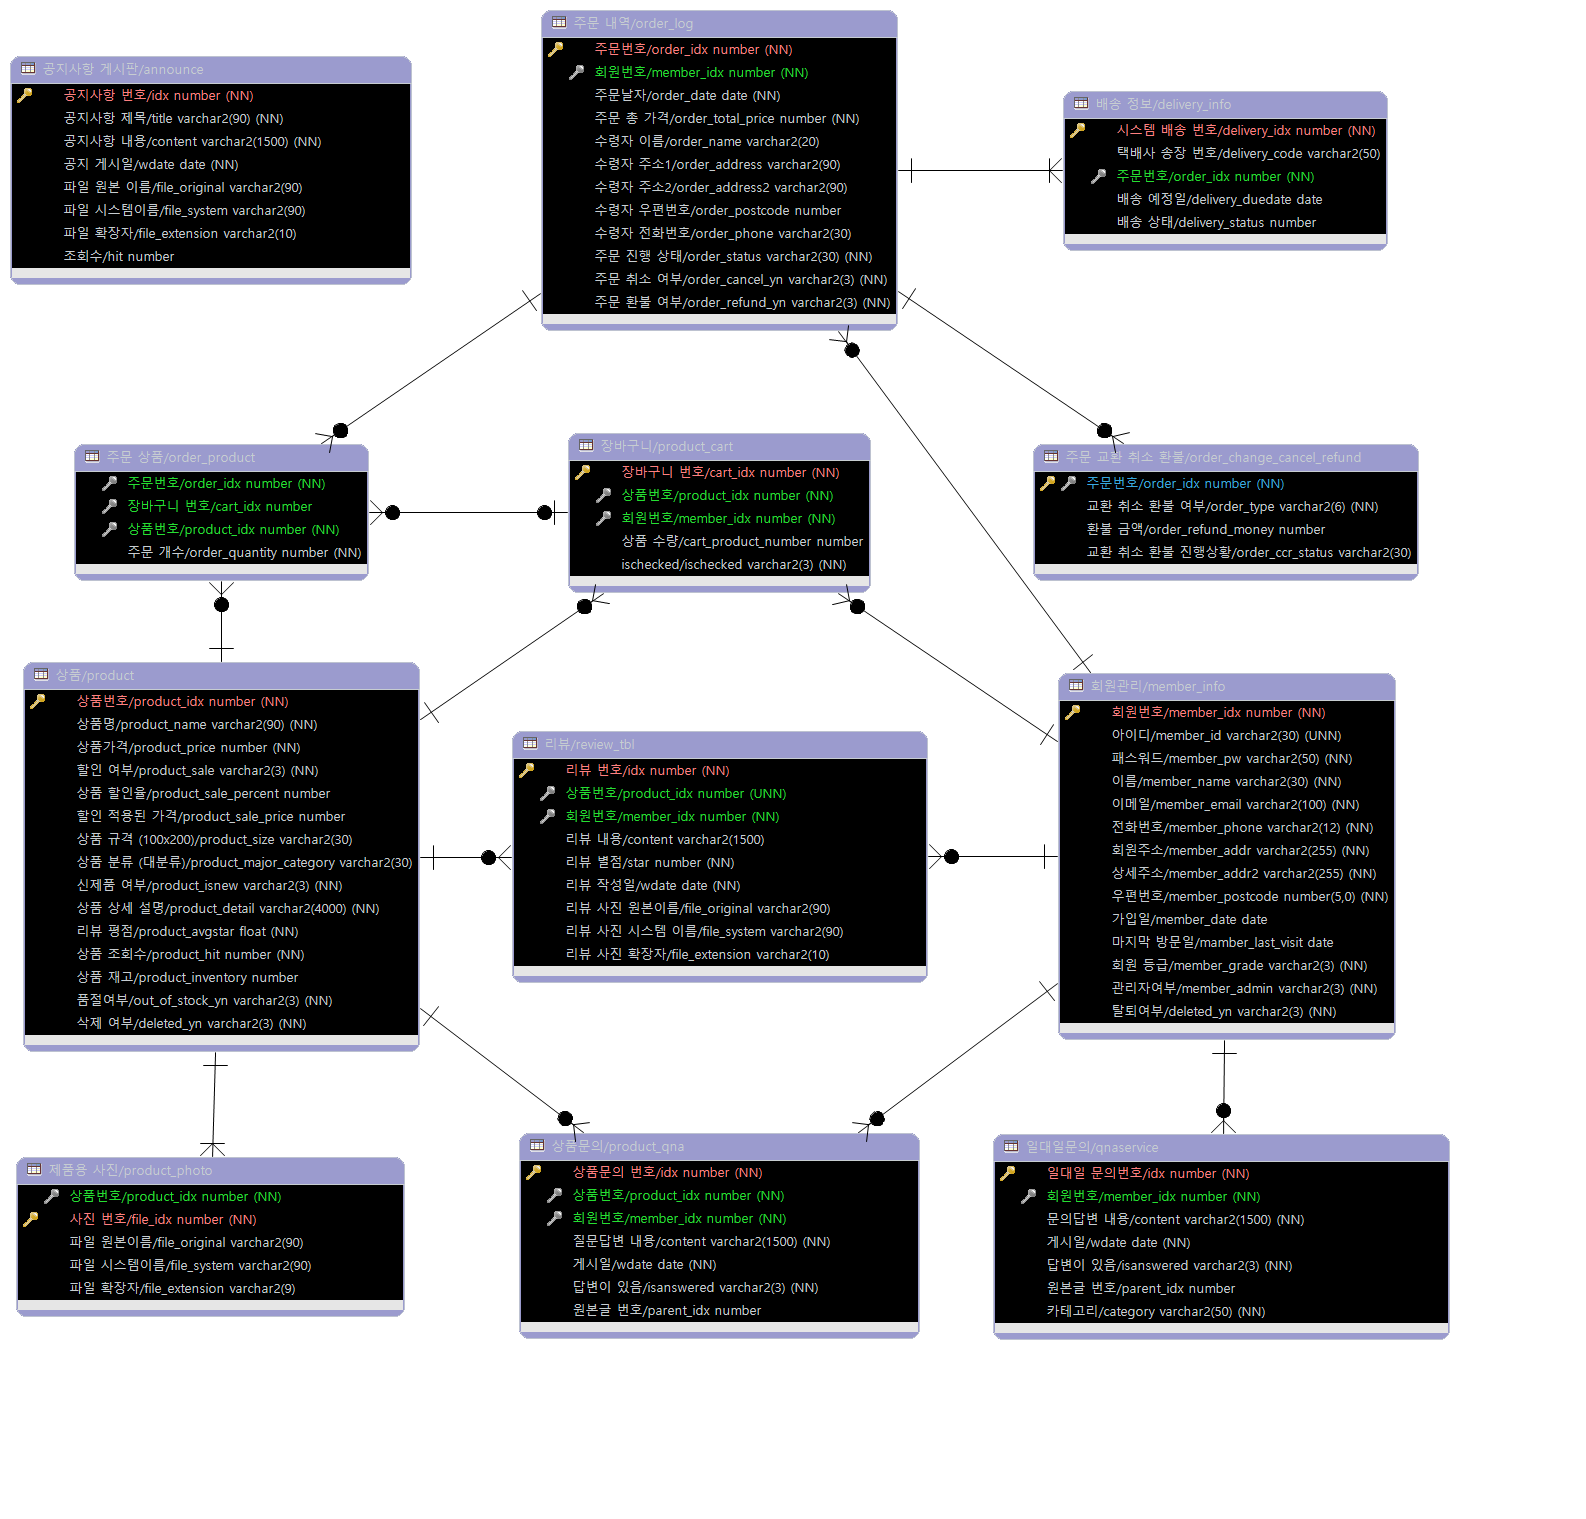 주문 내역/order_log
주문번호/order_idx number (NN)
회원번호/member_idx number (NN)
주문날자/order_date date (NN)
주문 총 가격/order_total_price number (NN)
수령자 이름/order_name varchar2(20)
수령자 주소1/order_address varchar2(90)
수령자 주소2/order_address2 varchar2(90)
수령자 우편번호/order_postcode number
수령자 전화번호/order_phone varchar2(30)
주문 진행 상태/order_status varchar2(30) (NN)
주문 취소 여부/order_cancel_yn varchar2(3) (NN)
주문 환불 여부/order_refund_yn varchar2(3) (NN)
공지사항 게시판/announce
공지사항 번호/idx number (NN)
공지사항 제목/title varchar2(90) (NN)
공지사항 내용/content varchar2(1500) (NN)
공지 게시일/wdate date (NN)
파일 원본 이름/file_original varchar2(90)
파일 시스템이름/file_system varchar2(90)
파일 확장자/file_extension varchar2(10)
조회수/hit number
배송 정보/delivery_info
시스템 배송 번호/delivery_idx number (NN)
택배사 송장 번호/delivery_code varchar2(50)
주문번호/order_idx number (NN)
배송 예정일/delivery_duedate date
배송 상태/delivery_status number
주문 상품/order_product
주문번호/order_idx number (NN)
장바구니 번호/cart_idx number
상품번호/product_idx number (NN)
주문 개수/order_quantity number (NN)
장바구니/product_cart
장바구니 번호/cart_idx number (NN)
상품번호/product_idx number (NN)
회원번호/member_idx number (NN)
상품 수량/cart_product_number number
ischecked/ischecked varchar2(3) (NN)
주문 교환 취소 환불/order_change_cancel_refund
주문번호/order_idx number (NN)
교환 취소 환불 여부/order_type varchar2(6) (NN)
환불 금액/order_refund_money number
교환 취소 환불 진행상황/order_ccr_status varchar2(30)
상품/product
상품번호/product_idx number (NN)
상품명/product_name varchar2(90) (NN)
상품가격/product_price number (NN)
할인 여부/product_sale varchar2(3) (NN)
상품 할인율/product_sale_percent number
할인 적용된 가격/product_sale_price number
상품 규격 (100x200)/product_size varchar2(30)
상품 분류 (대분류)/product_major_category varchar2(30)
신제품 여부/product_isnew varchar2(3) (NN)
상품 상세 설명/product_detail varchar2(4000) (NN)
리뷰 평점/product_avgstar float (NN)
상품 조회수/product_hit number (NN)
상품 재고/product_inventory number
품절여부/out_of_stock_yn varchar2(3) (NN)
삭제 여부/deleted_yn varchar2(3) (NN)
리뷰/review_tbl
리뷰 번호/idx number (NN)
상품번호/product_idx number (UNN)
회원번호/member_idx number (NN)
리뷰 내용/content varchar2(1500)
리뷰 별점/star number (NN)
리뷰 작성일/wdate date (NN)
리뷰 사진 원본이름/file_original varchar2(90)
리뷰 사진 시스템 이름/file_system varchar2(90)
리뷰 사진 확장자/file_extension varchar2(10)
회원관리/member_info
회원번호/member_idx number (NN)
아이디/member_id varchar2(30) (UNN)
패스워드/member_pw varchar2(50) (NN)
이름/member_name varchar2(30) (NN)
이메일/member_email varchar2(100) (NN)
전화번호/member_phone varchar2(12) (NN)
회원주소/member_addr varchar2(255) (NN)
상세주소/member_addr2 varchar2(255) (NN)
우편번호/member_postcode number(5,0) (NN)
가입일/member_date date
마지막 방문일/mamber_last_visit date
회원 등급/member_grade varchar2(3) (NN)
관리자여부/member_admin varchar2(3) (NN)
탈퇴여부/deleted_yn varchar2(3) (NN)
제품용 사진/product_photo
상품번호/product_idx number (NN)
사진 번호/file_idx number (NN)
파일 원본이름/file_original varchar2(90)
파일 시스템이름/file_system varchar2(90)
파일 확장자/file_extension varchar2(9)
상품문의/product_qna
상품문의 번호/idx number (NN)
상품번호/product_idx number (NN)
회원번호/member_idx number (NN)
질문답변 내용/content varchar2(1500) (NN)
게시일/wdate date (NN)
답변이 있음/isanswered varchar2(3) (NN)
원본글 번호/parent_idx number
일대일문의/qnaservice
일대일 문의번호/idx number (NN)
회원번호/member_idx number (NN)
문의답변 내용/content varchar2(1500) (NN)
게시일/wdate date (NN)
답변이 있음/isanswered varchar2(3) (NN)
원본글 번호/parent_idx number
카테고리/category varchar2(50) (NN)